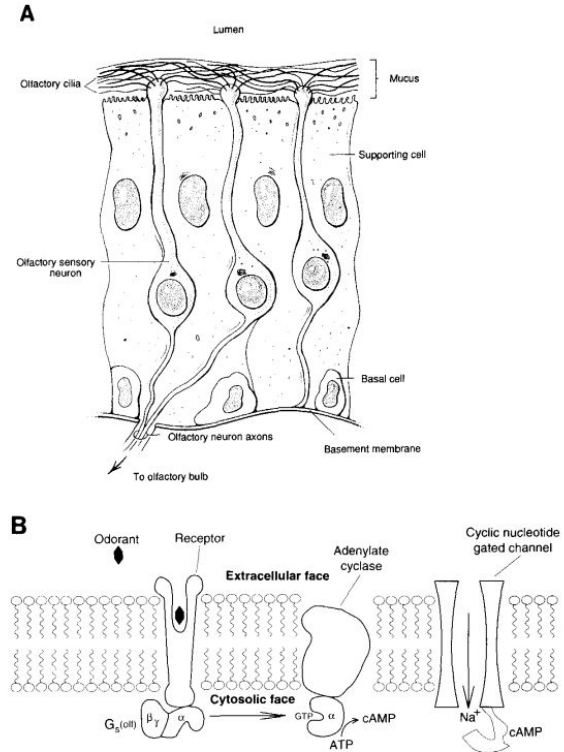 A
Lumen
Olfactory cilia
Mucus
Supporting cell
Olfactory sensory
neuron
Basal cell
Olfactory neuron axons
Basement membrane
To olfactory bulb
B
Odorant
Receptor
Adenylate
cyclase
Cyclic nucleotide
gated channel
Extracellular face
Cytosolic face
Gs(olf)
βγ
α
GTP
α
cAMP
ATP
Na+
cAMP